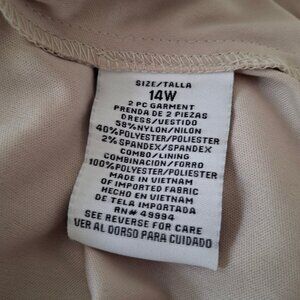 SIZE/TALLA
14W
2 PC GARMENT
PRENDA DE 2 PIEZAS
DRESS/VESTIDO
58%NYLON/NILON
40%POLYESTER/POLIESTER
2% SPANDEX/SPANDEX
COMBO/LINING
COMBINACION/FORRO
100%POLYESTER/POLIESTER
MADE IN VIETNAM
OF IMPORTED FABRIC
HECHO EN VIETNAM
DE TELA IMPORTADA
RN# 49994
SEE REVERSE FOR CARE
VER AL DORSO PARA CUIDADO